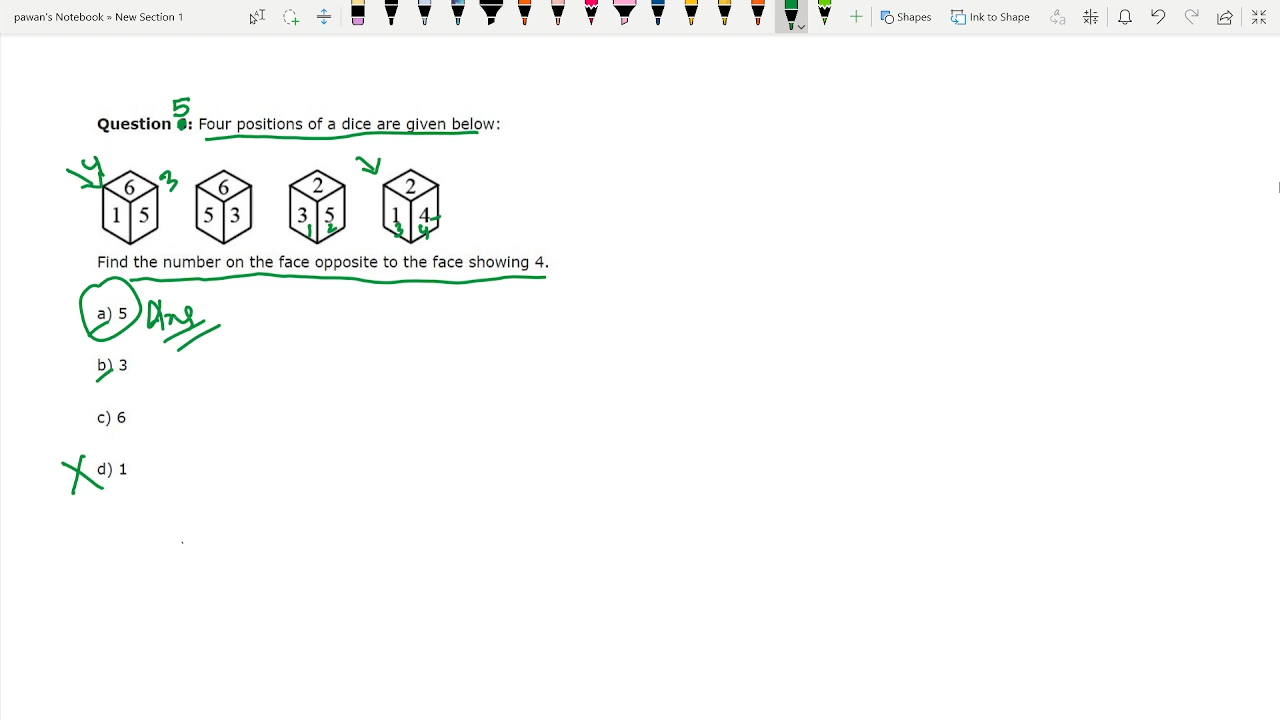 pawan's Notebook » New Section 1
Shapes
Ink to Shape
5
Question : Four positions of a dice are given below:
4 3
6 6 2 2
1 5 5 3 3 5 1 4
1 2 3 4
Find the number on the face opposite to the face showing 4.
a) 5 Ans
b) 3
c) 6
X d) 1